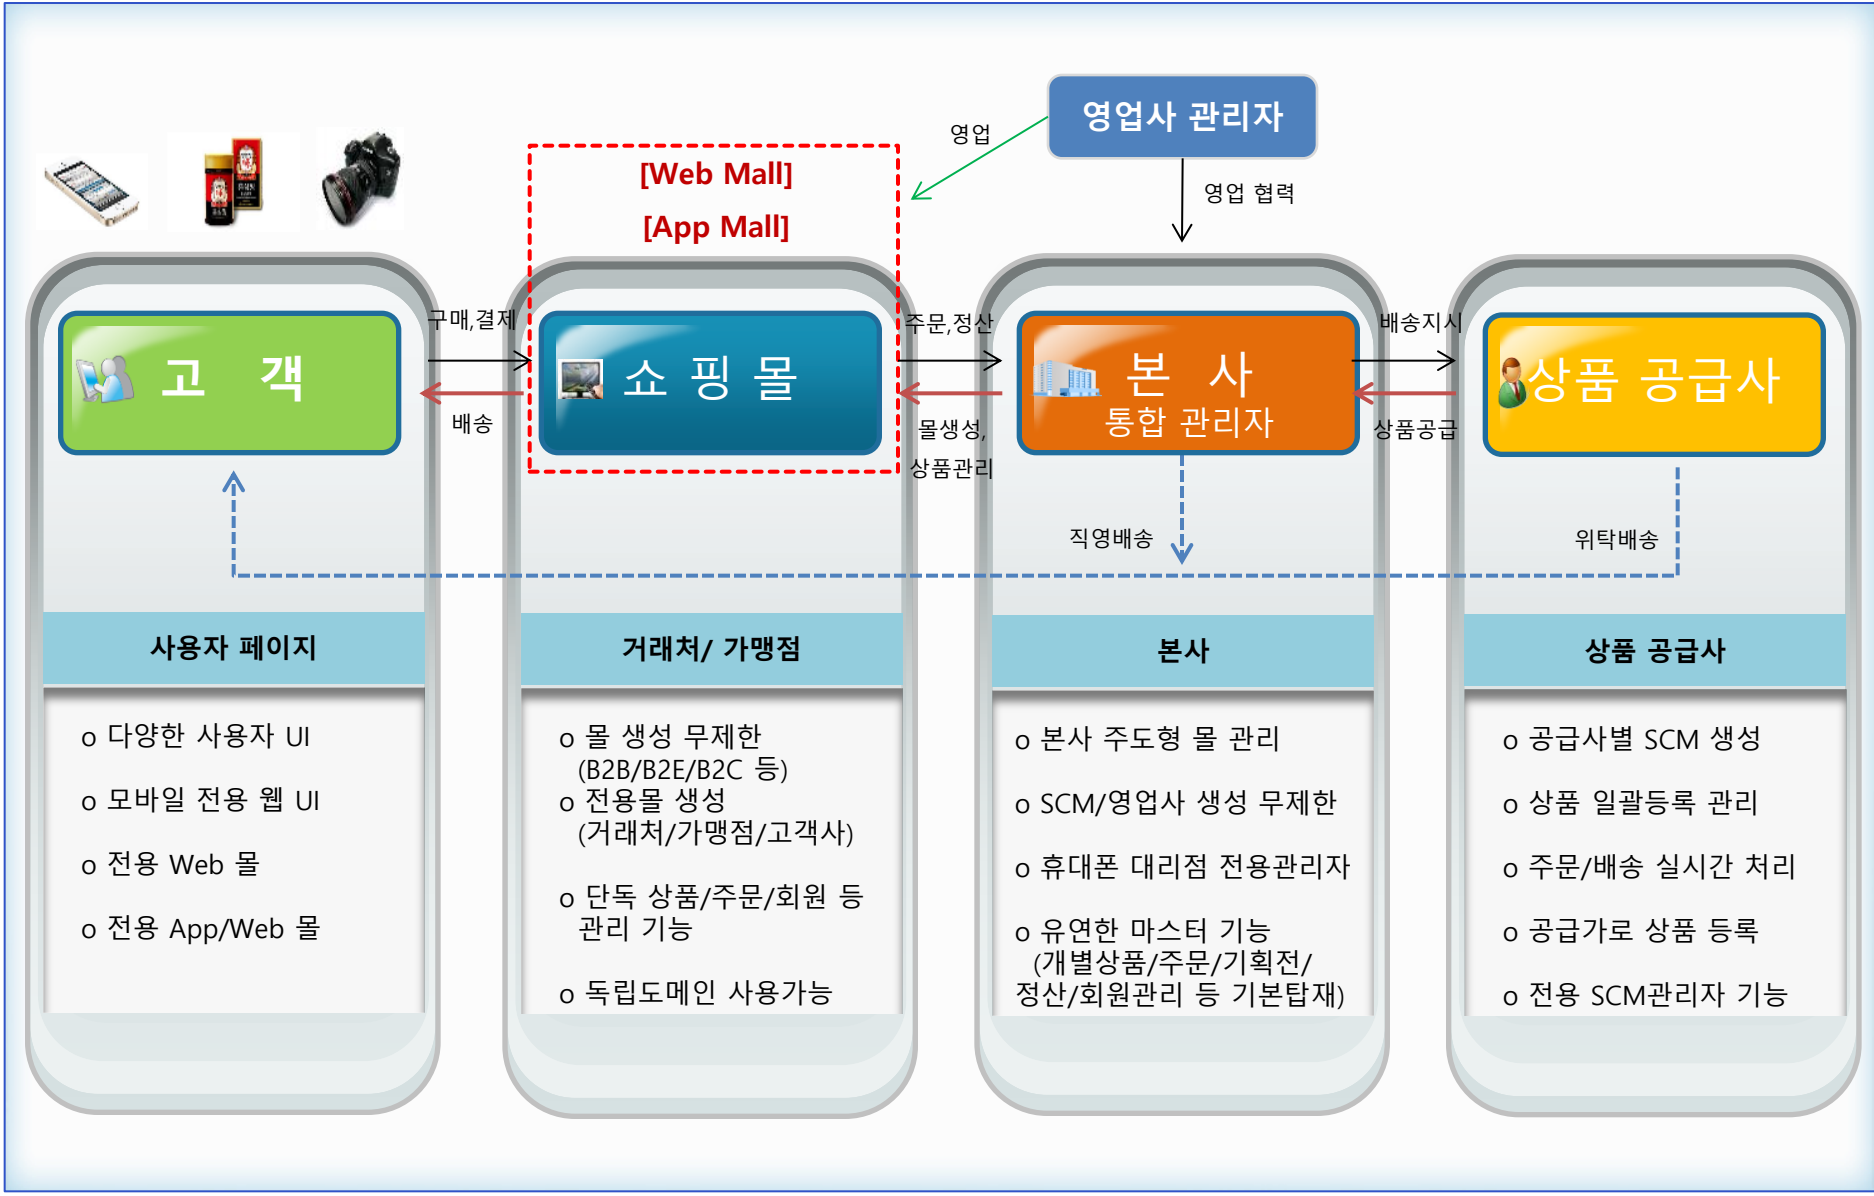 영업사 관리자
영업
영업 협력
[Web Mall]
[App Mall]
고 객
구매,결제
배송
쇼 핑 몰
주문,정산
몰생성,
상품관리
본 사
통합 관리자
배송지시
상품공급
상품 공급사
직영배송
위탁배송
사용자 페이지
o 다양한 사용자 UI
o 모바일 전용 웹 UI
o 전용 Web 몰
o 전용 App/Web 몰
거래처/ 가맹점
o 몰 생성 무제한
(B2B/B2E/B2C 등)
o 전용몰 생성
(거래처/가맹점/고객사)
o 단독 상품/주문/회원 등
관리 기능
o 독립도메인 사용가능
본사
o 본사 주도형 몰 관리
o SCM/영업사 생성 무제한
o 휴대폰 대리점 전용관리자
o 유연한 마스터 기능
(개별상품/주문/기획전/
정산/회원관리 등 기본탑재)
상품 공급사
o 공급사별 SCM 생성
o 상품 일괄등록 관리
o 주문/배송 실시간 처리
o 공급가로 상품 등록
o 전용 SCM관리자 기능